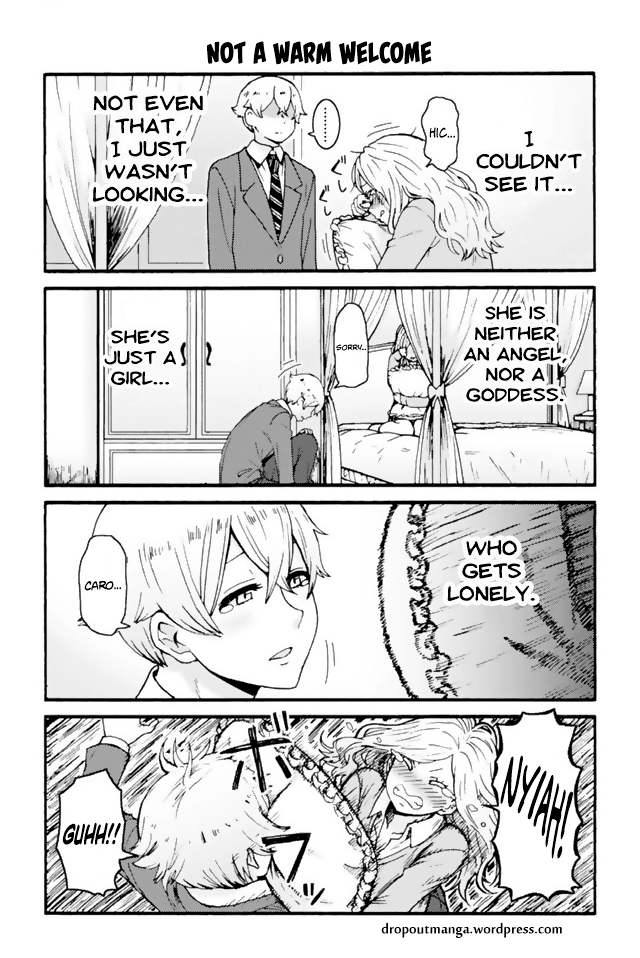 NOT A WARM WELCOME
I
COULDN'T
SEE IT...
HIC...
........
NOT EVEN
THAT,
I JUST
WASN'T
LOOKING...
SHE IS
NEITHER
AN ANGEL,
NOR A
GODDESS.
SORRY...
SHE'S
JUST A
GIRL...
WHO
GETS
LONELY.
CARO...
NYIAH!
GUHH!!
dropoutmanga.wordpress.com